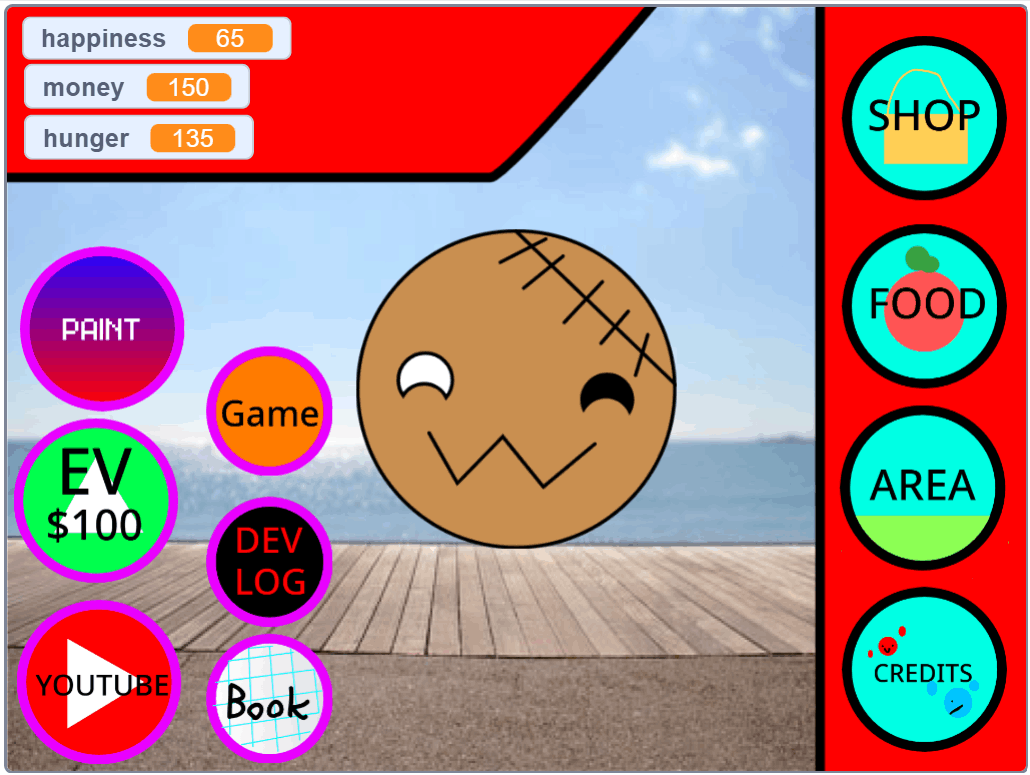 happiness 65
money 150
hunger 135
SHOP
FOOD
AREA
CREDITS
PAINT
Game
EV
$100
DEV
LOG
YOUTUBE
Book